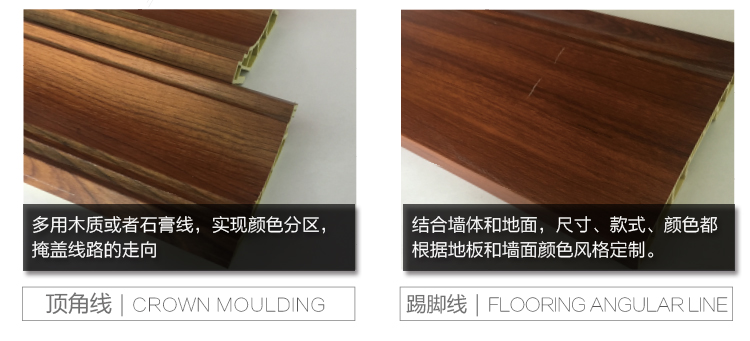 多用木质或者石膏线，实现颜色分区，
掩盖线路的走向
结合墙体和地面，尺寸、款式、颜色都
根据地板和墙面颜色风格定制。
顶角线 | CROWN MOULDING
踢脚线 | FLOORING ANGULAR LINE